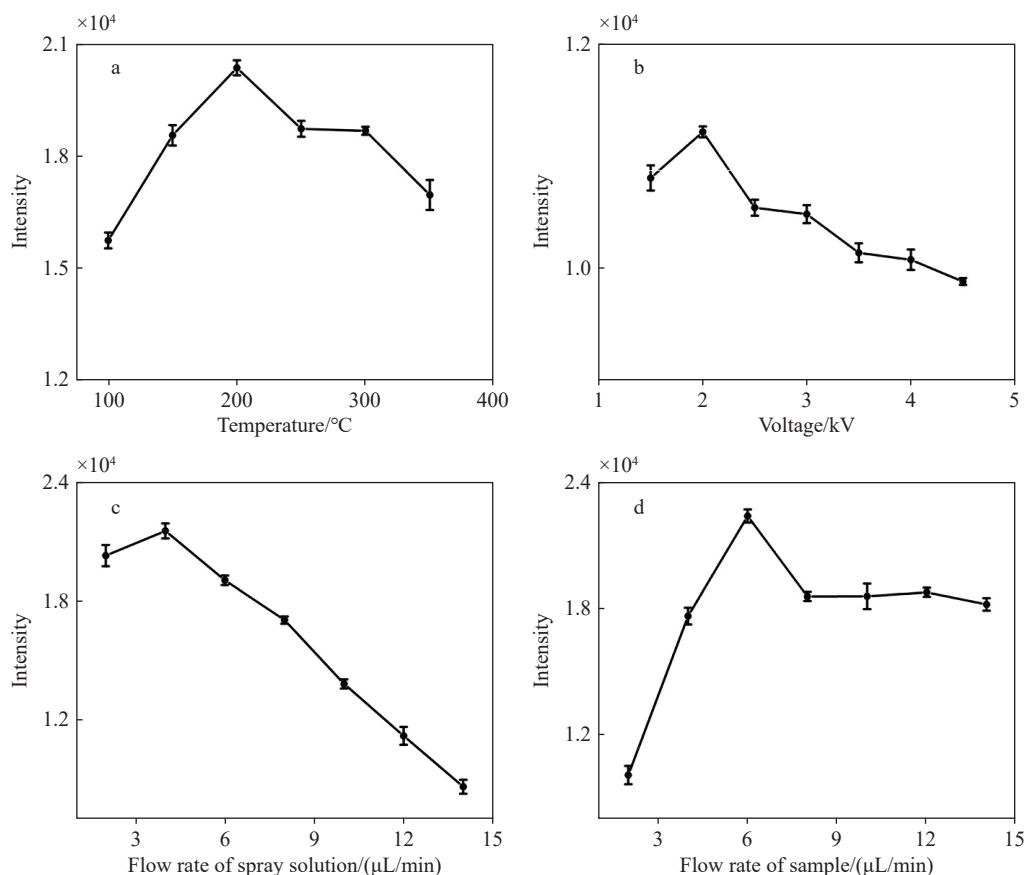 ×10⁴
2.1
a
1.8
1.5
1.2
Intensity
100
200
300
400
Temperature/°C
×10⁴
1.2
b
1.0
Intensity
1
2
3
4
5
Voltage/kV
×10⁴
2.4
c
1.8
1.2
Intensity
3
6
9
12
15
Flow rate of spray solution/(μL/min)
×10⁴
2.4
d
1.8
1.2
Intensity
3
6
9
12
15
Flow rate of sample/(μL/min)